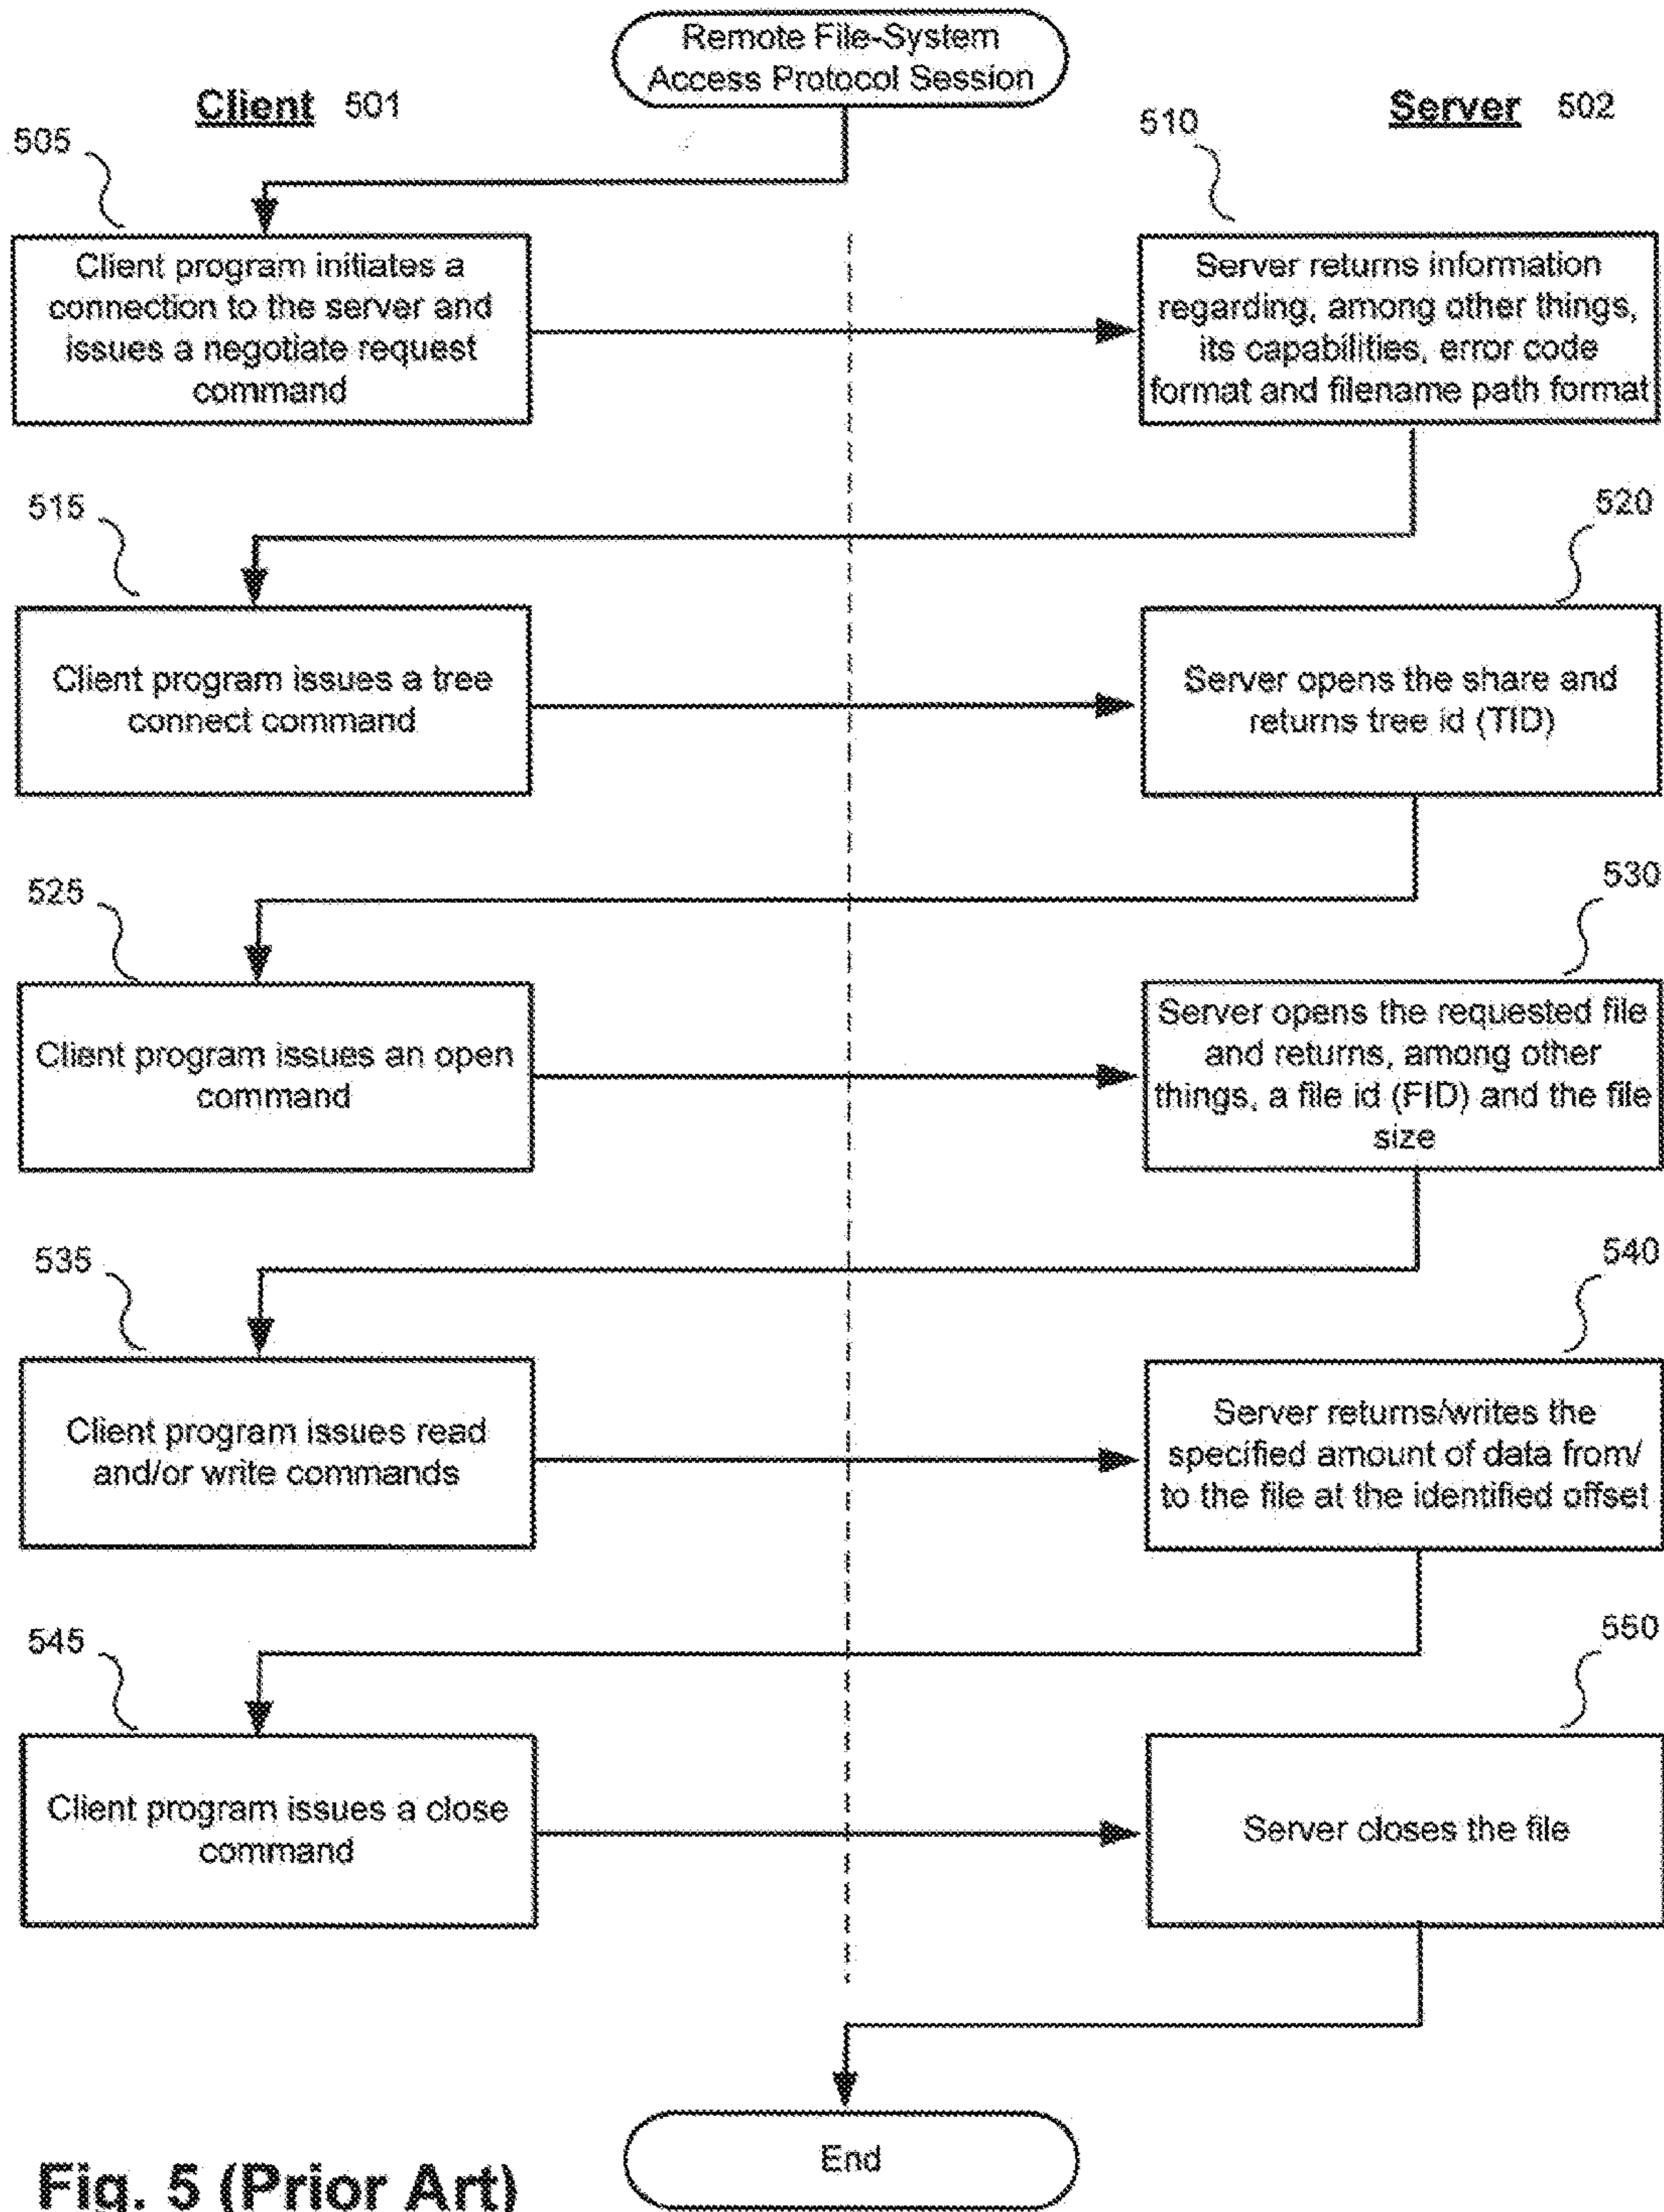 Remote File-System
Access Protocol Session
Client 501
Server 502
505
510
Client program initiates a
connection to the server and
issues a negotiate request
command
Server returns information
regarding, among other things,
its capabilities, error code
format and filename path format
515
520
Client program issues a tree
connect command
Server opens the share and
returns tree id (TID)
525
530
Client program issues an open
command
Server opens the requested file
and returns, among other
things, a file id (FID) and the file
size
535
540
Client program issues read
and/or write commands
Server returns/writes the
specified amount of data from/
to the file at the identified offset
545
550
Client program issues a close
command
Server closes the file
End
Fig. 5 (Prior Art)